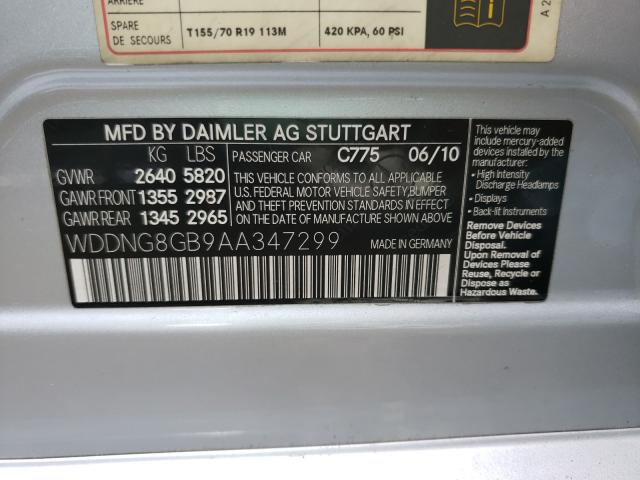 ARRIÈRE
SPARE
DE SECOURS
T155/70 R19 113M
420 KPA, 60 PSI
A 2
MFD BY DAIMLER AG STUTTGART
KG LBS
GVWR 2640 5820
GAWR FRONT 1355 2987
GAWR REAR 1345 2965
PASSENGER CAR C775 06/10
THIS VEHICLE CONFORMS TO ALL APPLICABLE
U.S. FEDERAL MOTOR VEHICLE SAFETY, BUMPER
AND THEFT PREVENTION STANDARDS IN EFFECT
ON THE DATE OF MANUFACTURE SHOWN ABOVE.
WDDNG8GB9AA347299 MADE IN GERMANY
This vehicle may
include mercury-added
devices installed by
the manufacturer:
• High Intensity
Discharge Headlamps
• Displays
• Back-lit Instruments
Remove Devices
Before Vehicle
Disposal.
Upon Removal of
Devices Please
Reuse, Recycle or
Dispose as
Hazardous Waste.